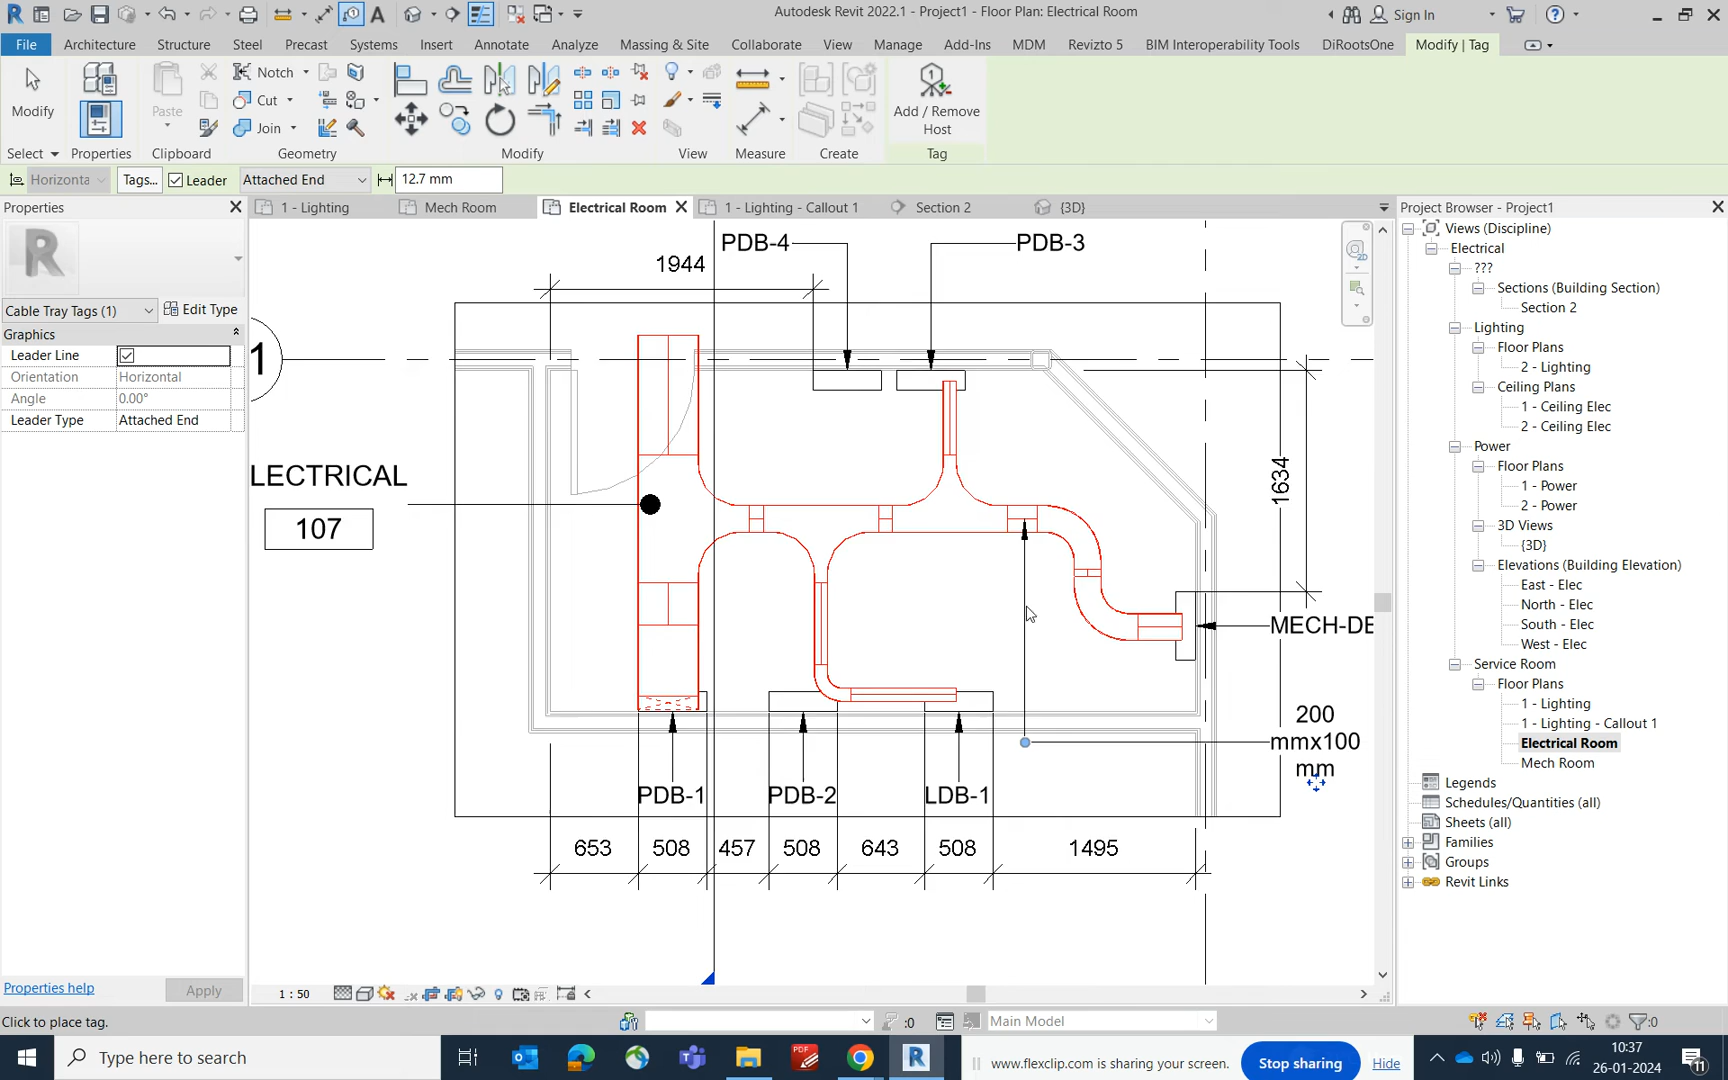 Autodesk Revit 2022.1 - Project1 - Floor Plan: Electrical Room
Sign In
File
Architecture
Structure
Steel
Precast
Systems
Insert
Annotate
Analyze
Massing & Site
Collaborate
View
Manage
Add-Ins
MDM
Revizto 5
BIM Interoperability Tools
DiRootsOne
Modify | Tag
Modify
Paste
Notch
Cut
Join
Add / Remove
Host
Select
Properties
Clipboard
Geometry
Modify
View
Measure
Create
Tag
Horizonta
Tags...
Leader
Attached End
12.7 mm
Properties
1 - Lighting
Mech Room
Electrical Room
1 - Lighting - Callout 1
Section 2
{3D}
Project Browser - Project1
Cable Tray Tags (1)
Edit Type
Graphics
Leader Line
Orientation
Horizontal
Angle
0.00°
Leader Type
Attached End
Properties help
Apply
PDB-4
PDB-3
1944
1
LECTRICAL
107
1634
MECH-DE
200
mmx100
mm
PDB-1
PDB-2
LDB-1
653
508
457
508
643
508
1495
Views (Discipline)
Electrical
???
Sections (Building Section)
Section 2
Lighting
Floor Plans
2 - Lighting
Ceiling Plans
1 - Ceiling Elec
2 - Ceiling Elec
Power
Floor Plans
1 - Power
2 - Power
3D Views
{3D}
Elevations (Building Elevation)
East - Elec
North - Elec
South - Elec
West - Elec
Service Room
Floor Plans
1 - Lighting
1 - Lighting - Callout 1
Electrical Room
Mech Room
Legends
Schedules/Quantities (all)
Sheets (all)
Families
Groups
Revit Links
1 : 50
Click to place tag.
:0
Main Model
:0
Type here to search
www.flexclip.com is sharing your screen.
Stop sharing
Hide
10:37
26-01-2024
11